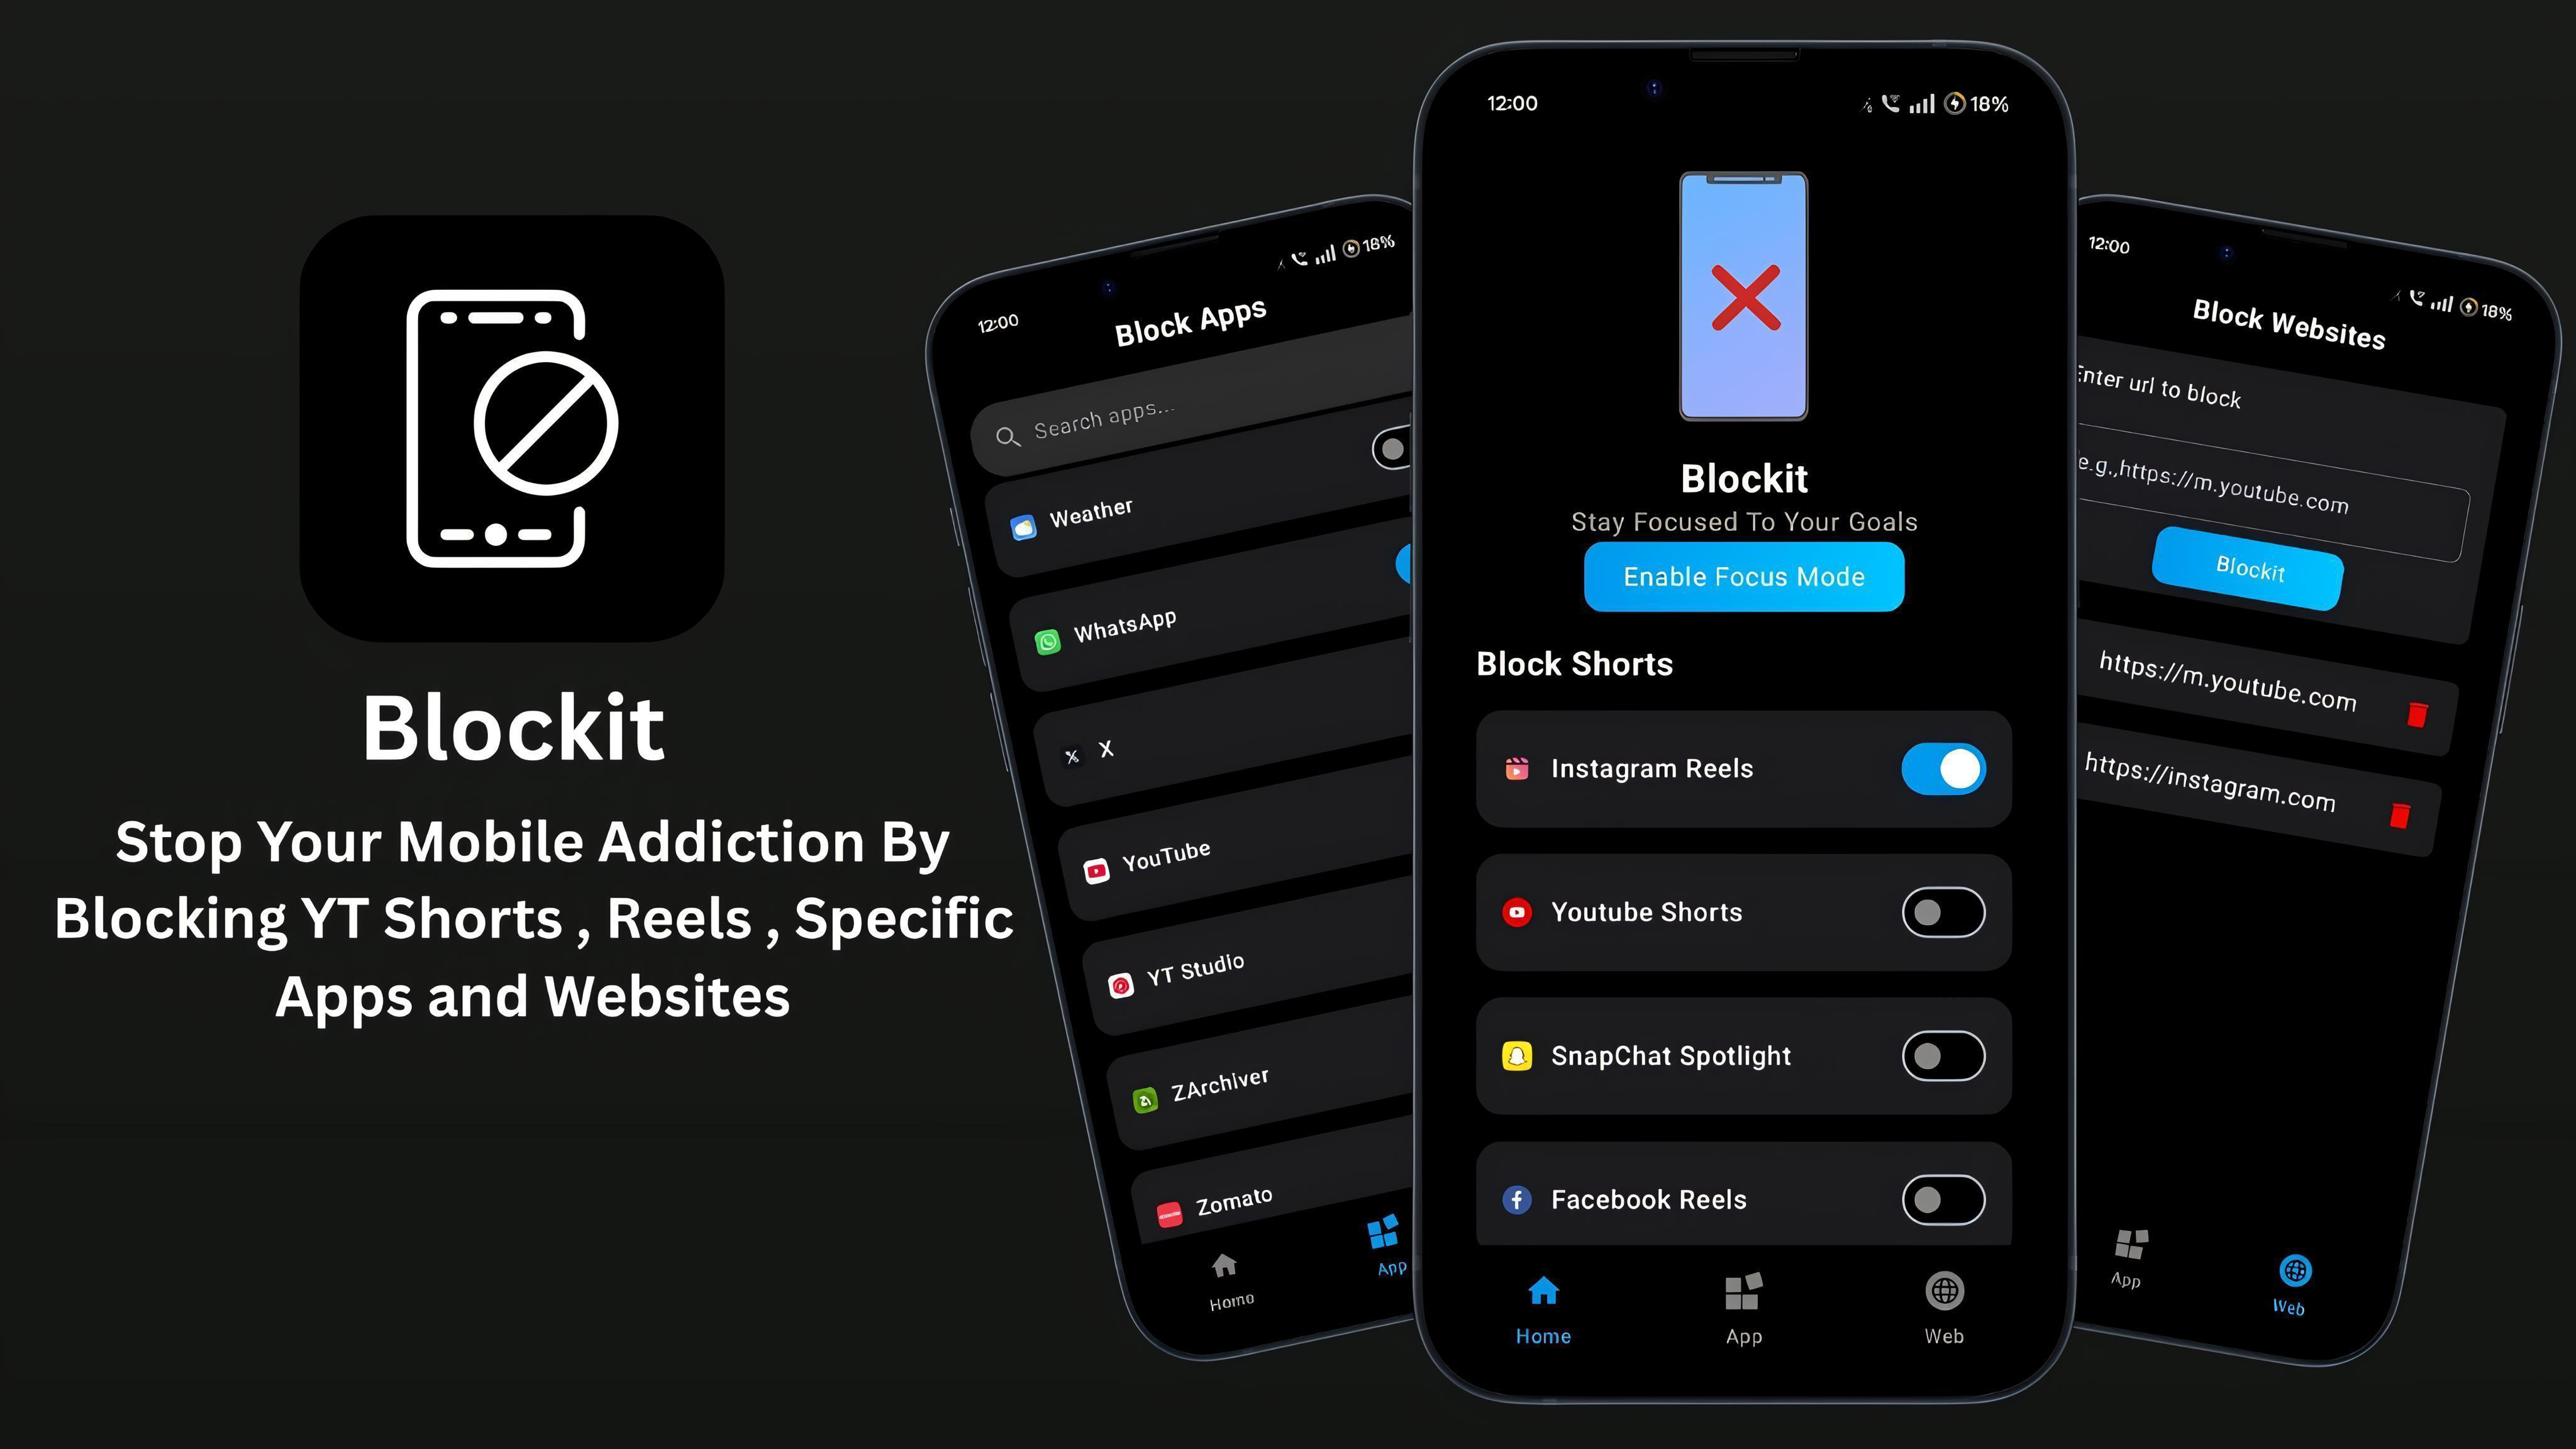 Blockit
Stop Your Mobile Addiction By
Blocking YT Shorts , Reels , Specific
Apps and Websites
12:00
18%
Block Apps
Search apps...
Weather
WhatsApp
X
YouTube
YT Studio
ZArchiver
Zomato
Home
App
12:00
18%
Blockit
Stay Focused To Your Goals
Enable Focus Mode
Block Shorts
Instagram Reels
Youtube Shorts
SnapChat Spotlight
Facebook Reels
Home
App
Web
12:00
18%
Block Websites
Enter url to block
e.g.,https://m.youtube.com
Blockit
https://m.youtube.com
https://instagram.com
App
Web